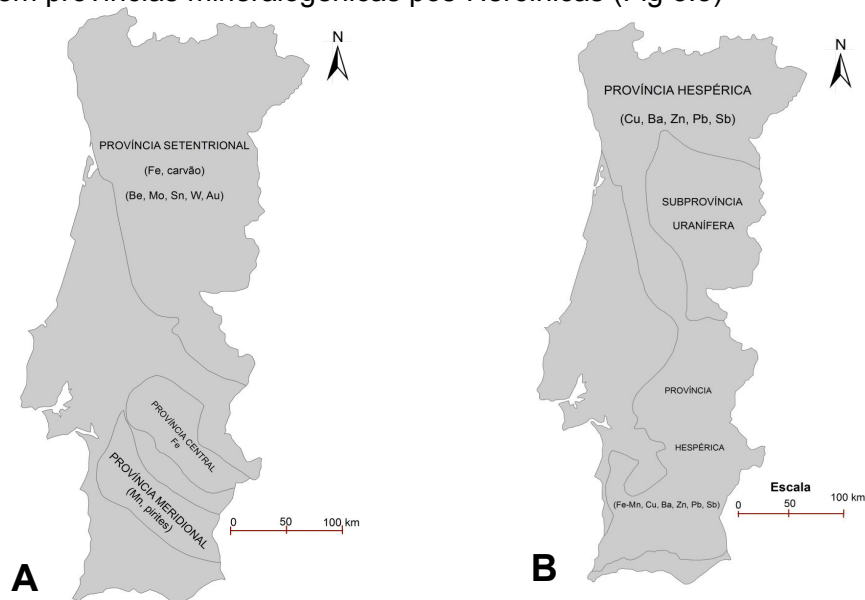 em províncias mineralogénicas pós-Hercínicas (Fig
N
PROVÍNCIA SETENTRIONAL
(Fe, carvão)
(Be, Mo, Sn, W, Au)
PROVÍNCIA CENTRAL
Fe
PROVÍNCIA MERIDIONAL
(Mn, pirites)
0 50 100 km
A
N
PROVÍNCIA HESPÉRICA
(Cu, Ba, Zn, Pb, Sb)
SUBPROVÍNCIA
URANÍFERA
PROVÍNCIA
HESPÉRICA
(Fe-Mn, Cu, Ba, Zn, Pb, Sb)
Escala
0 50 100 km
B